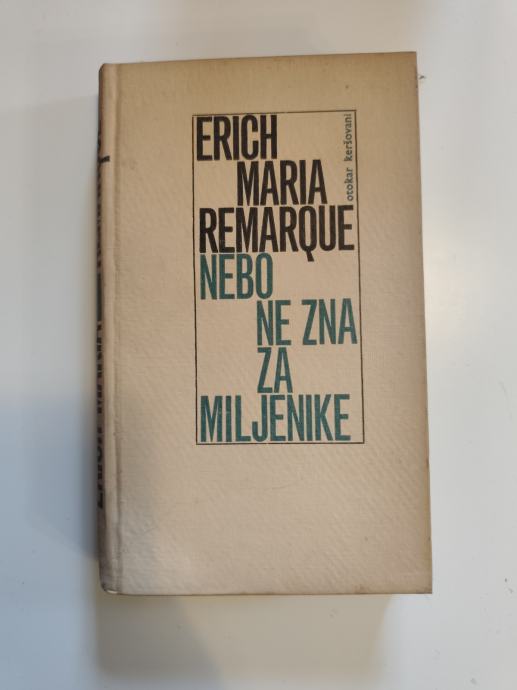 ERICH
MARIA
REMARQUE
NEBO
NE ZNA
ZA
MILJENIKE
otokar keršovani